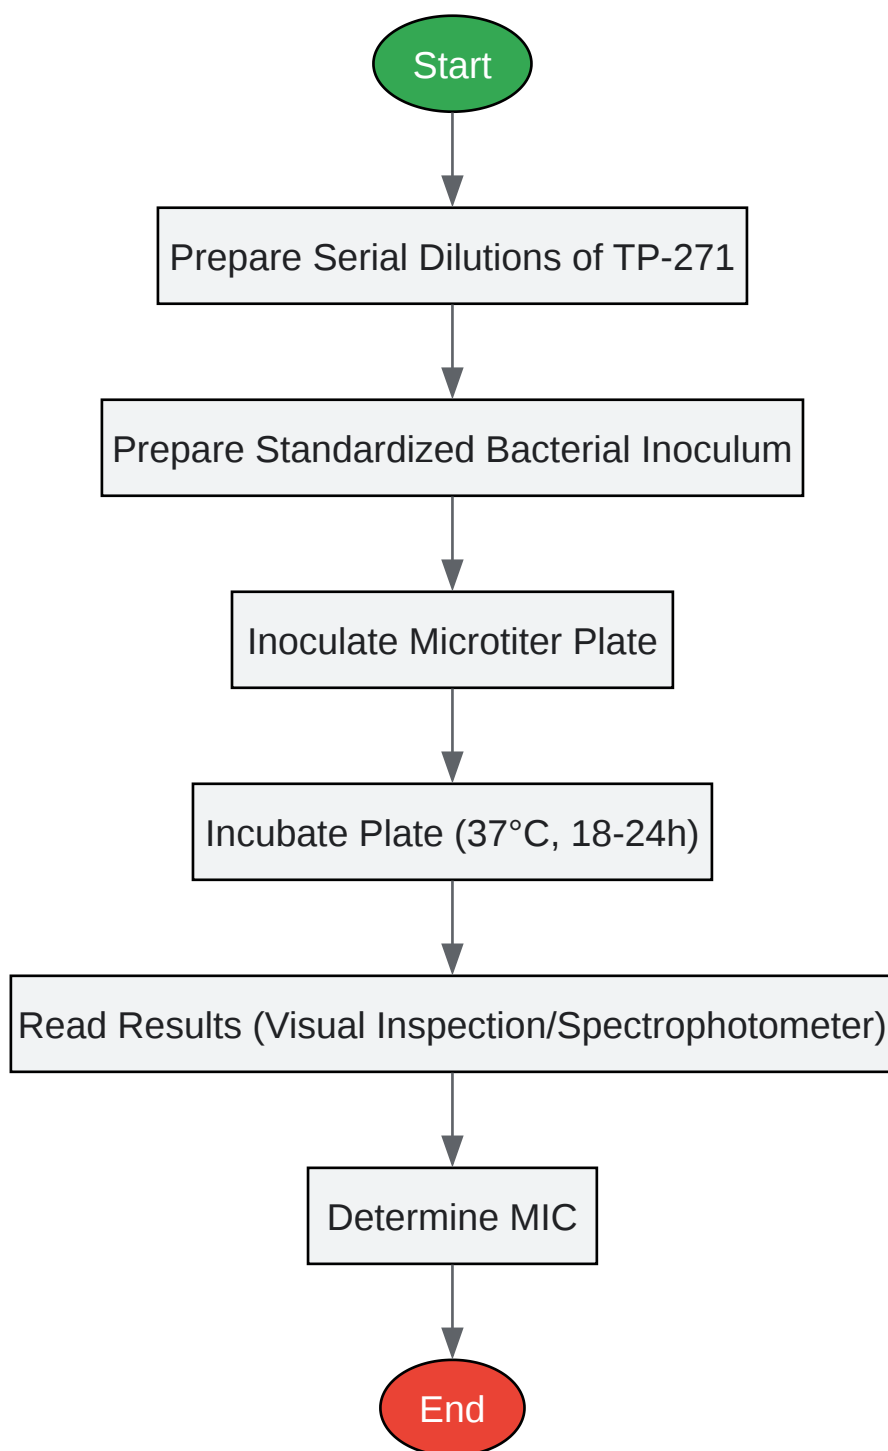 Start
Prepare Serial Dilutions of TP-271
Prepare Standardized Bacterial Inoculum
Inoculate Microtiter Plate
Incubate Plate (37°C, 18-24h)
Read Results (Visual Inspection/Spectrophotometer)
Determine MIC
End